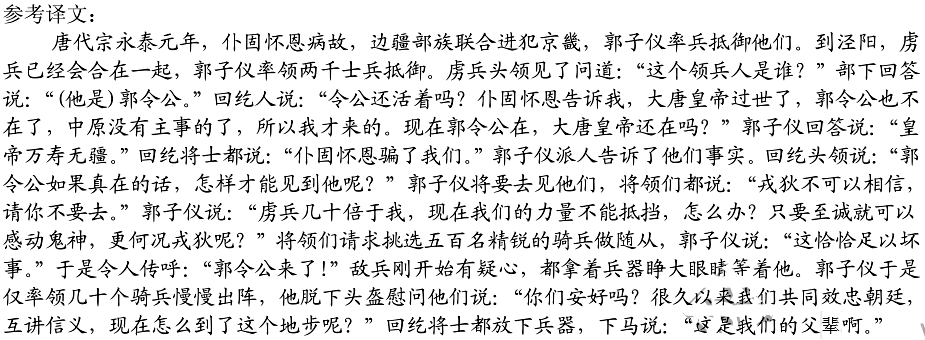 参考译文：
唐代宗永泰元年，仆固怀恩病故，边疆部族联合进犯京畿，郭子仪率兵抵御他们。到泾阳，虏
兵已经会合在一起，郭子仪率领两千士兵抵御。虏兵头领见了问道：“这个领兵人是谁？”部下回答
说：“(他是)郭令公。”回纥人说：“令公还活着吗？仆固怀恩告诉我，大唐皇帝过世了，郭令公也不
在了，中原没有主事的了，所以我才来的。现在郭令公在，大唐皇帝还在吗？”郭子仪回答说：“皇
帝万寿无疆。”回纥将士都说：“仆固怀恩骗了我们。”郭子仪派人告诉了他们事实。回纥头领说：“郭
令公如果真在的话，怎样才能见到他呢？”郭子仪将要去见他们，将领们都说：“戎狄不可以相信，
请你不要去。”郭子仪说：“虏兵几十倍于我，现在我们的力量不能抵挡，怎么办？只要至诚就可以
感动鬼神，更何况戎狄呢？”将领们请求挑选五百名精锐的骑兵做随从，郭子仪说：“这恰恰足以坏
事。”于是令人传呼：“郭令公来了！”敌兵刚开始有疑心，都拿着兵器睁大眼睛等着他。郭子仪于是
仅率领几十个骑兵慢慢出阵，他脱下头盔慰问他们说：“你们安好吗？很久以来我们共同效忠朝廷，
互讲信义，现在怎么到了这个地步呢？”回纥将士都放下兵器，下马说：“这是我们的父辈啊。”